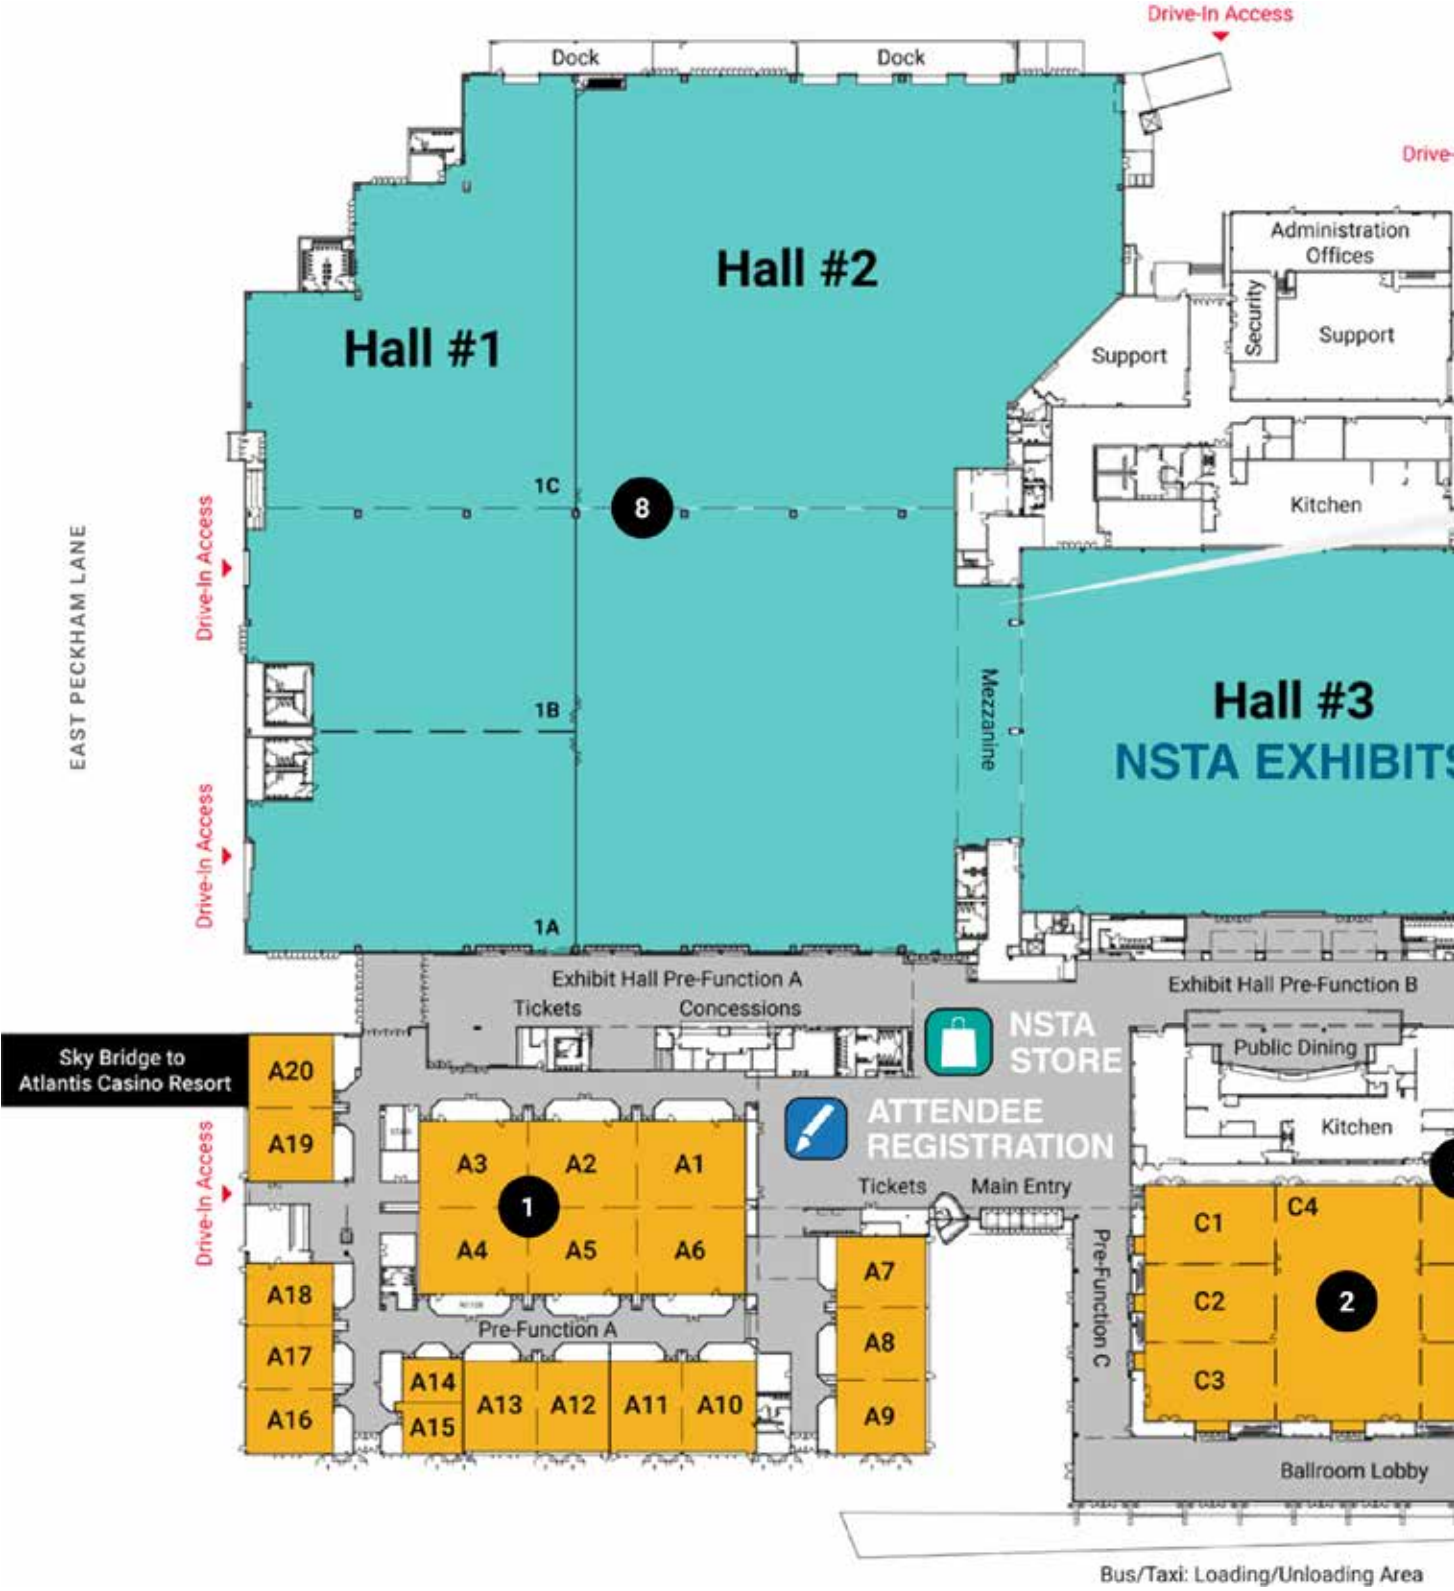 Drive-In Access
Dock
Dock
Drive-
Administration
Offices
Security
Support
Support
Hall #2
Hall #1
1C
8
Kitchen
Drive-In Access
EAST PECKHAM LANE
Mezzanine
1B
Hall #3
NSTA EXHIBITS
Drive-In Access
1A
Exhibit Hall Pre-Function A
Exhibit Hall Pre-Function B
Tickets
Concessions
NSTA
STORE
Public Dining
Sky Bridge to
Atlantis Casino Resort
A20
A19
ATTENDEE
REGISTRATION
Kitchen
Drive-In Access
A3
A2
A1
1
A4
A5
A6
Tickets
Main Entry
C1
C4
C2
2
C3
Pre-Function C
A7
A8
A9
A18
A17
A16
Pre-Function A
A14
A15
A13
A12
A11
A10
Ballroom Lobby
Bus/Taxi: Loading/Unloading Area